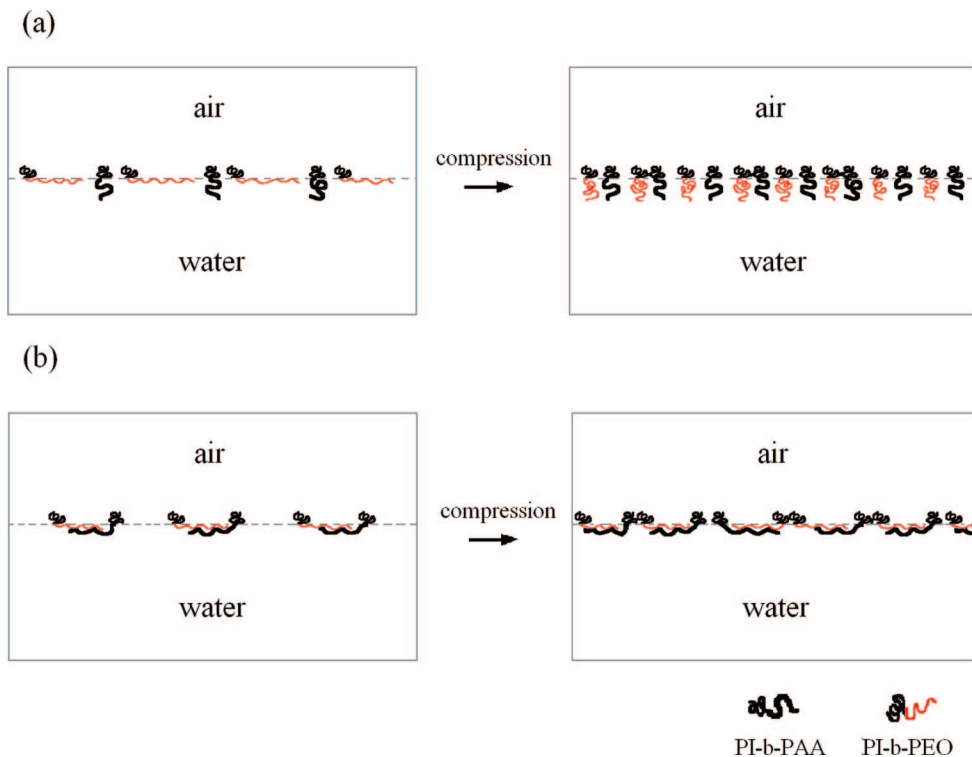 (a)
air
air
compression
water
water
(b)
air
air
compression
water
water
PI-b-PAA PI-b-PEO